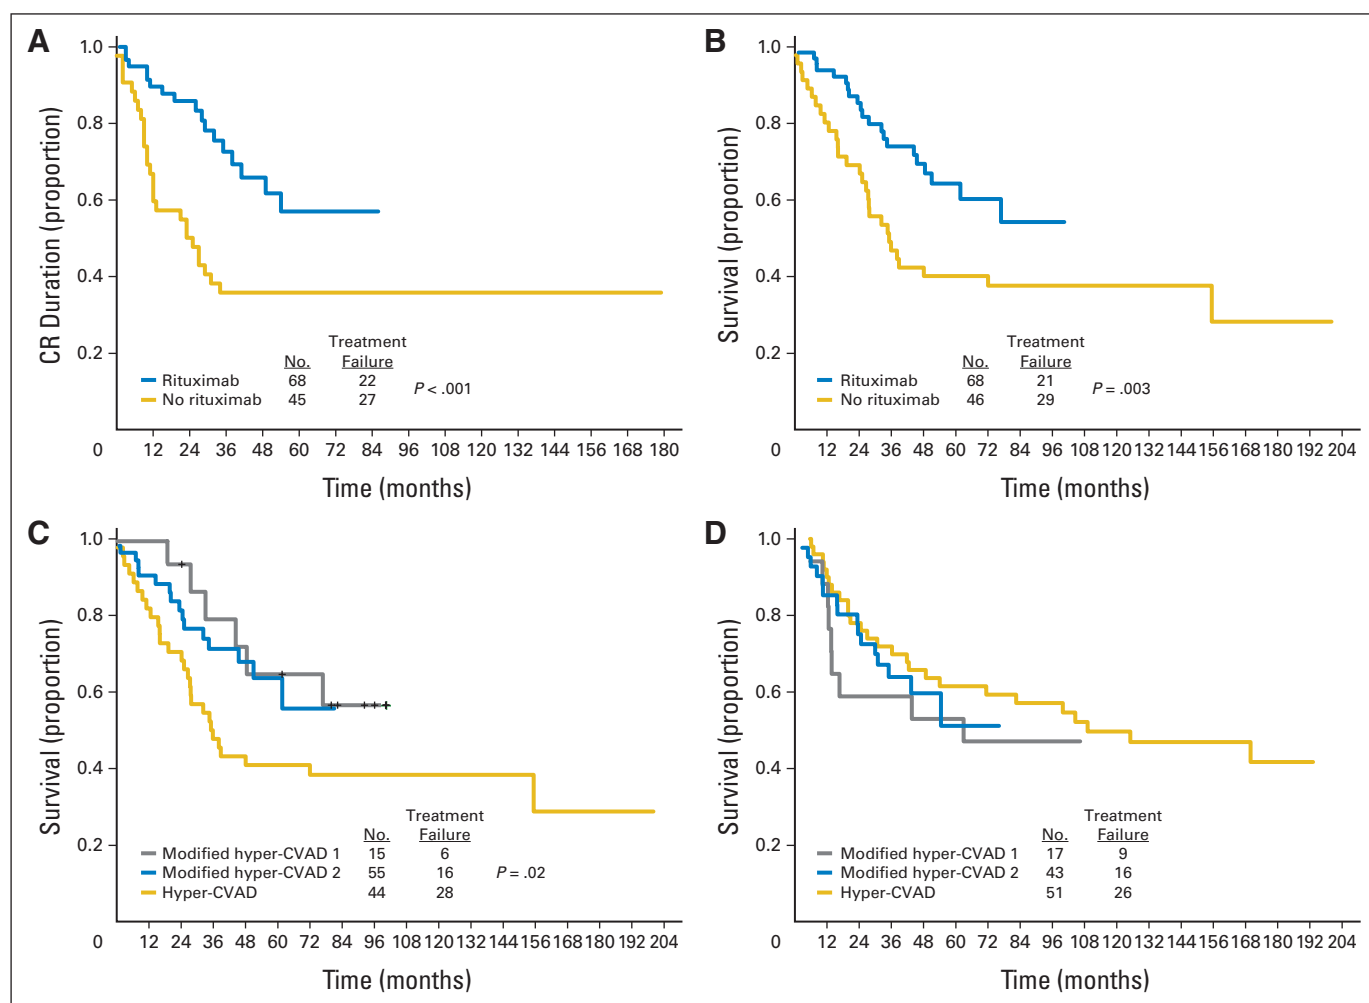 A
CR Duration (proportion)
1.0
0.8
0.6
0.4
0.2
0
Treatment
No. Failure
Rituximab 68 22
No rituximab 45 27
P < .001
12 24 36 48 60 72 84 96 108 120 132 144 156 168 180
Time (months)
B
Survival (proportion)
1.0
0.8
0.6
0.4
0.2
0
Treatment
No. Failure
Rituximab 68 21
No rituximab 46 29
P = .003
12 24 36 48 60 72 84 96 108 120 132 144 156 168 192 204
Time (months)
C
Survival (proportion)
1.0
0.8
0.6
0.4
0.2
0
Treatment
No. Failure
Modified hyper-CVAD 1 15 6
Modified hyper-CVAD 2 55 16
Hyper-CVAD 44 28
P = .02
12 24 36 48 60 72 84 96 108 120 132 144 156 168 192 204
Time (months)
D
Survival (proportion)
1.0
0.8
0.6
0.4
0.2
0
Treatment
No. Failure
Modified hyper-CVAD 1 17 9
Modified hyper-CVAD 2 43 16
Hyper-CVAD 51 26
12 24 36 48 60 72 84 96 108 120 132 144 156 168 192 204
Time (months)